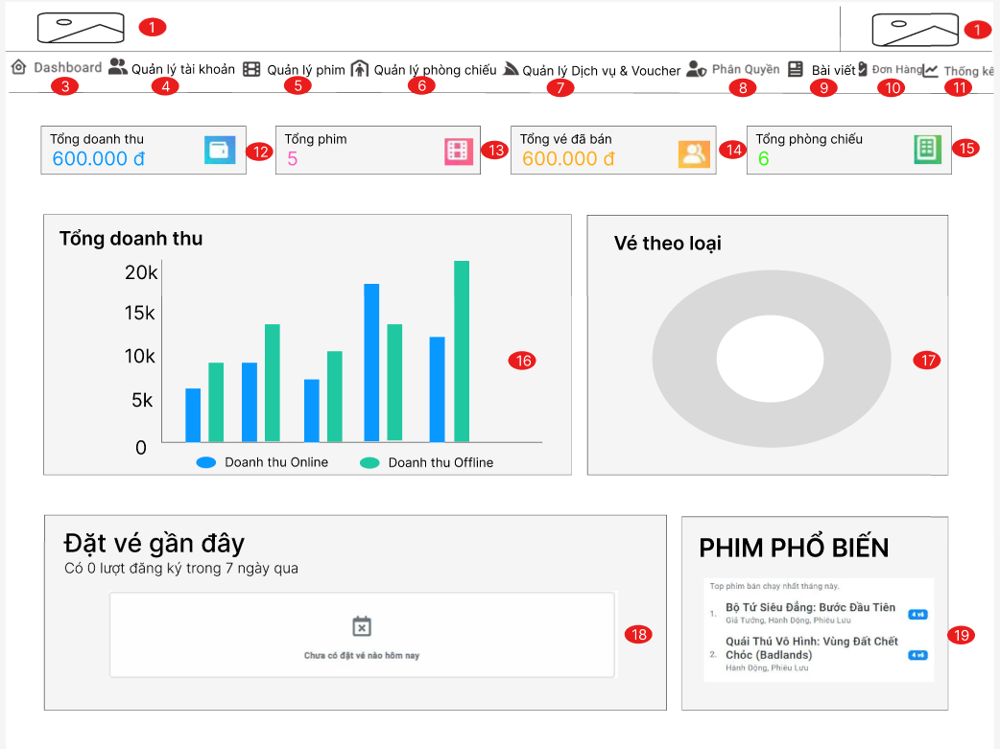 1
1
Dashboard
Quản lý tài khoản
Quản lý phim
Quản lý phòng chiếu
Quản lý Dịch vụ & Voucher
Phân Quyền
Bài viết
Đơn Hàng
Thống kê
3
4
5
6
7
8
9
10
11
Tổng doanh thu
600.000 đ
12
Tổng phim
5
13
Tổng vé đã bán
600.000 đ
14
Tổng phòng chiếu
6
15
Tổng doanh thu
20k
15k
10k
5k
0
Doanh thu Online
Doanh thu Offline
16
Vé theo loại
17
Đặt vé gần đây
Có 0 lượt đăng ký trong 7 ngày qua
Chưa có đặt vé nào hôm nay
18
PHIM PHỔ BIẾN
Top phim bán chạy nhất tháng này.
1. Bộ Tứ Siêu Đẳng: Bước Đầu Tiên
4 vé
Giả Tưởng, Hành Động, Phiêu Lưu
Quái Thú Vô Hình: Vùng Đất Chết
2. Chóc (Badlands)
4 vé
Hành Động, Phiêu Lưu
19